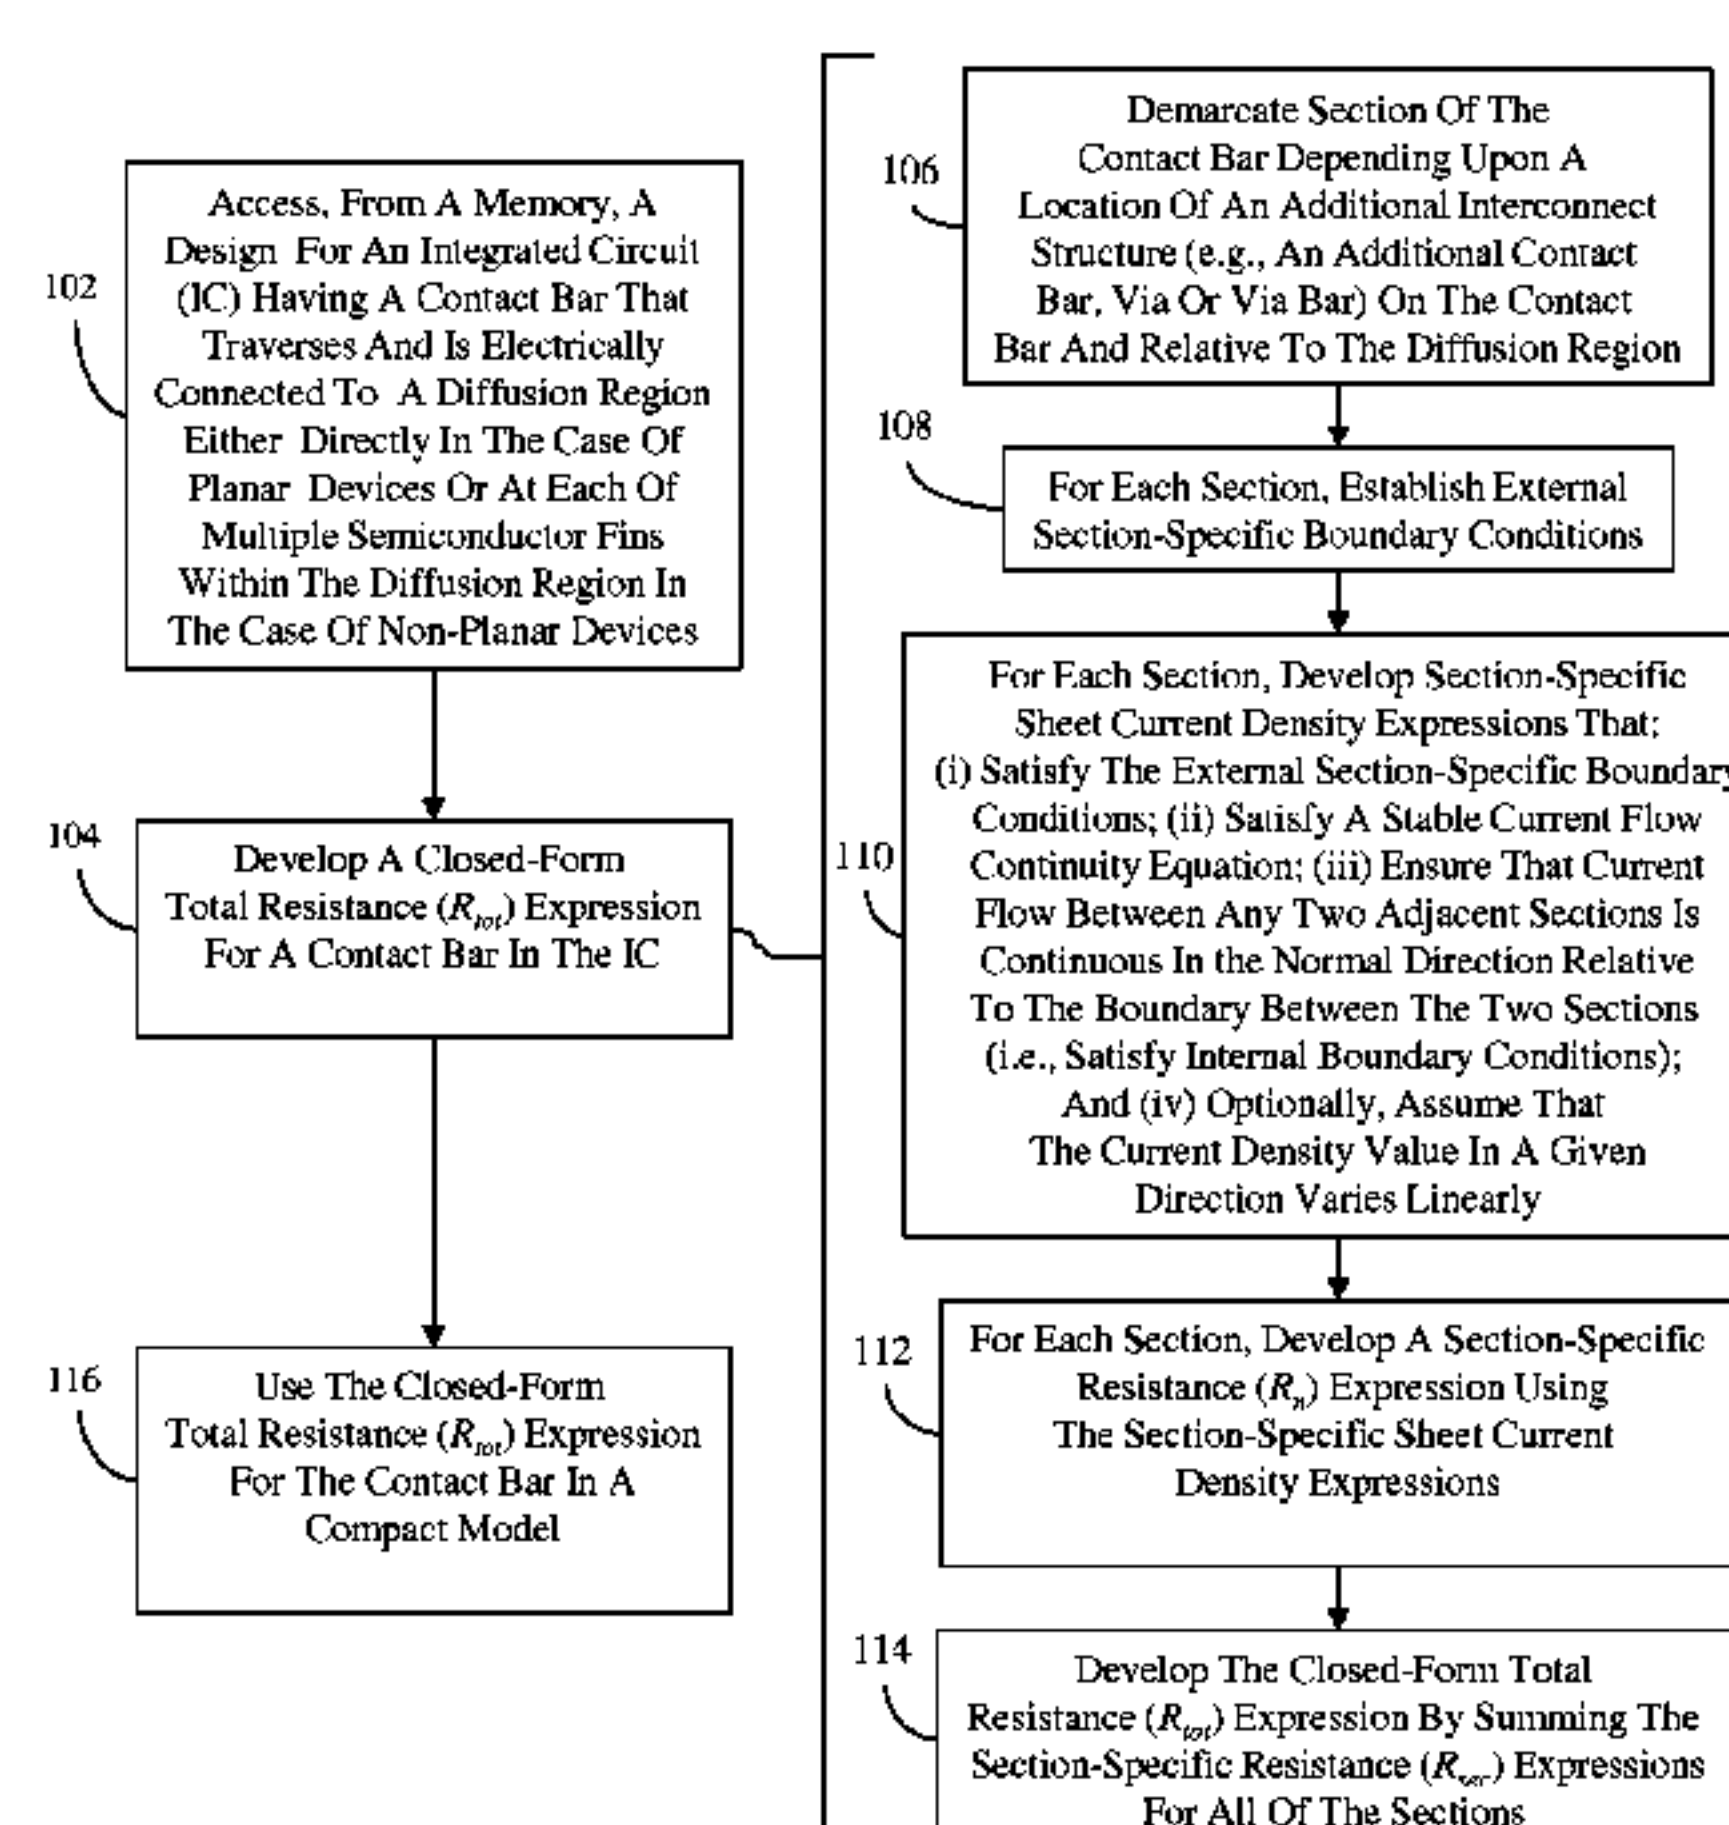 102
Access, From A Memory, A
Design For An Integrated Circuit
(IC) Having A Contact Bar That
Traverses And Is Electrically
Connected To A Diffusion Region
Either Directly In The Case Of
Planar Devices Or At Each Of
Multiple Semiconductor Fins
Within The Diffusion Region In
The Case Of Non-Planar Devices
104
Develop A Closed-Form
Total Resistance (Rtot) Expression
For A Contact Bar In The IC
116
Use The Closed-Form
Total Resistance (Rtot) Expression
For The Contact Bar In A
Compact Model
106
Demarcate Section Of The
Contact Bar Depending Upon A
Location Of An Additional Interconnect
Structure (e.g., An Additional Contact
Bar, Via Or Via Bar) On The Contact
Bar And Relative To The Diffusion Region
108
For Each Section, Establish External
Section-Specific Boundary Conditions
110
For Each Section, Develop Section-Specific
Sheet Current Density Expressions That:
(i) Satisfy The External Section-Specific Boundary
Conditions; (ii) Satisfy A Stable Current Flow
Continuity Equation; (iii) Ensure That Current
Flow Between Any Two Adjacent Sections Is
Continuous In the Normal Direction Relative
To The Boundary Between The Two Sections
(i.e., Satisfy Internal Boundary Conditions);
And (iv) Optionally, Assume That
The Current Density Value In A Given
Direction Varies Linearly
112
For Each Section, Develop A Section-Specific
Resistance (Rn) Expression Using
The Section-Specific Sheet Current
Density Expressions
114
Develop The Closed-Form Total
Resistance (Rtot) Expression By Summing The
Section-Specific Resistance Expressions
For All Of The Sections